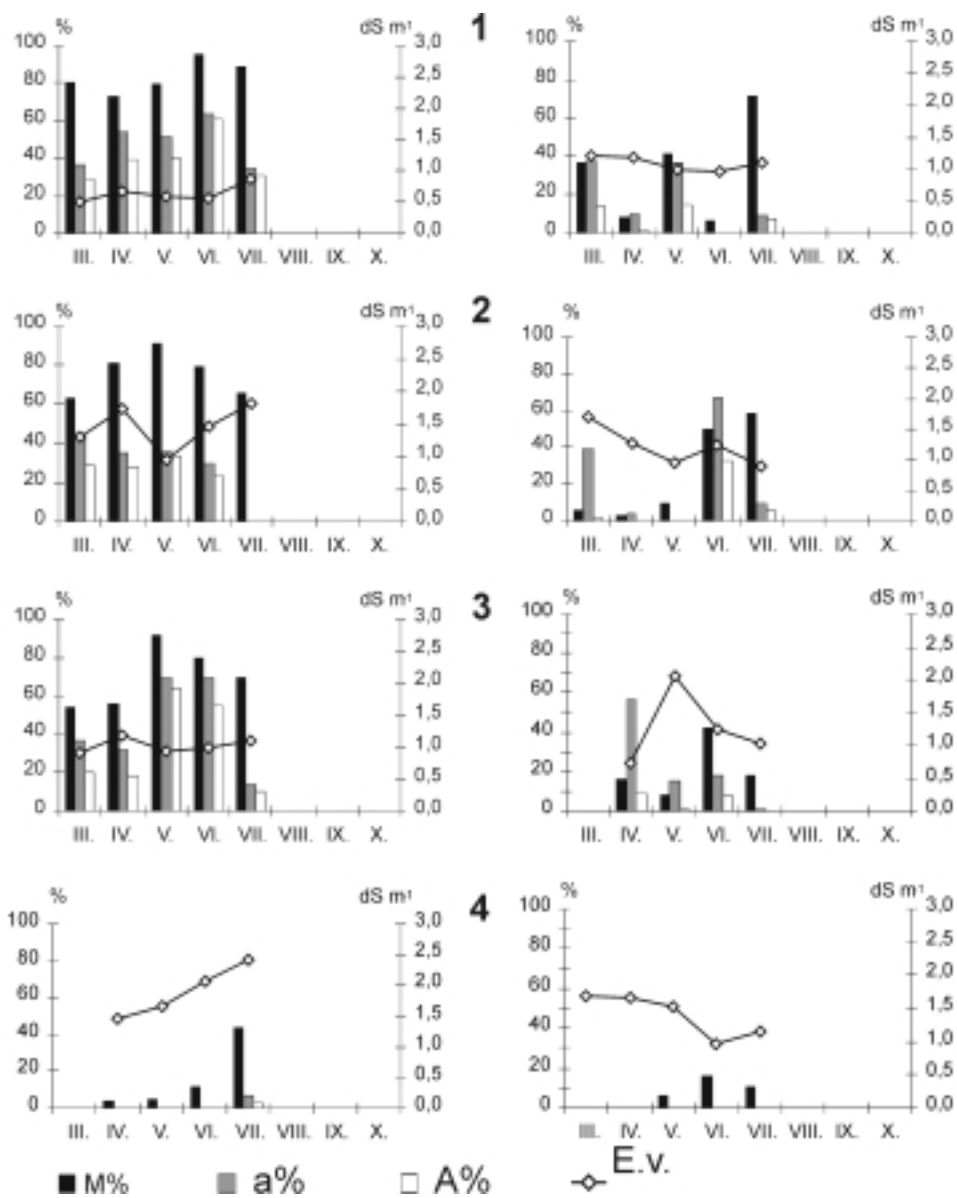 % dS m¹ 1 % dS m¹
100 80 60 40 20 0
3,0 2,5 2,0 1,5 1,0 0,5 0,0
III. IV. V. VI. VII. VIII. IX. X.
100 80 60 40 20 0
3,0 2,5 2,0 1,5 1,0 0,5 0,0
III. IV. V. VI. VII. VIII. IX. X.
% dS m¹ 2 % dS m¹
100 80 60 40 20 0
3,0 2,5 2,0 1,5 1,0 0,5 0,0
III. IV. V. VI. VII. VIII. IX. X.
100 80 60 40 20 0
3,0 2,5 2,0 1,5 1,0 0,5 0,0
III. IV. V. VI. VII. VIII. IX. X.
% dS m¹ 3 % dS m¹
100 80 60 40 20 0
3,0 2,5 2,0 1,5 1,0 0,5 0,0
III. IV. V. VI. VII. VIII. IX. X.
100 80 60 40 20 0
3,0 2,5 2,0 1,5 1,0 0,5 0,0
III. IV. V. VI. VII. VIII. IX. X.
% dS m¹ 4 % dS m¹
100 80 60 40 20 0
3,0 2,5 2,0 1,5 1,0 0,5 0,0
III. IV. V. VI. VII. VIII. IX. X.
100 80 60 40 20 0
3,0 2,5 2,0 1,5 1,0 0,5 0,0
III. IV. V. VI. VII. VIII. IX. X.
M% a% A% E.v.